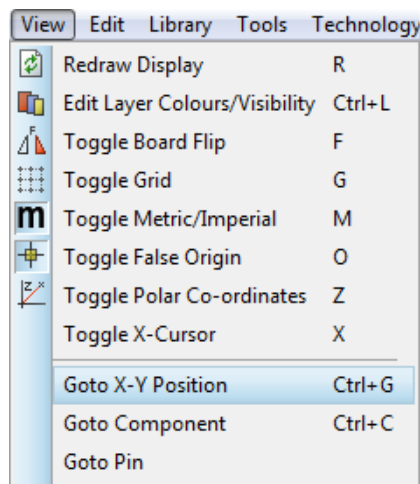 View Edit Library Tools Technology
Redraw Display R
Edit Layer Colours/Visibility Ctrl+L
F Toggle Board Flip F
Toggle Grid G
m Toggle Metric/Imperial M
Toggle False Origin O
Z X Toggle Polar Co-ordinates Z
Toggle X-Cursor X
Goto X-Y Position Ctrl+G
Goto Component Ctrl+C
Goto Pin